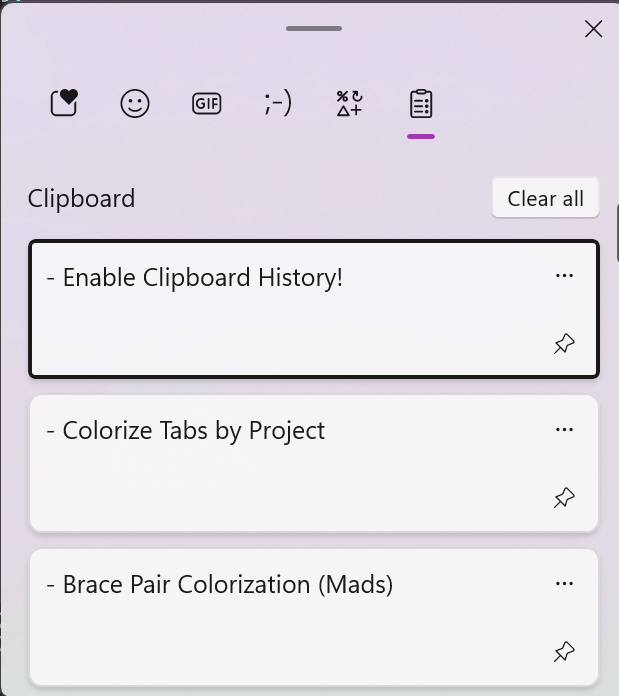 GIF
;-)
Clipboard
Clear all
- Enable Clipboard History!
- Colorize Tabs by Project
- Brace Pair Colorization (Mads)